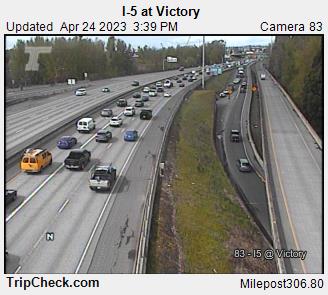 I-5 at Victory
Updated Apr 24 2023 3:39 PM Camera 83
N
83 - I5 @ Victory
TripCheck.com Milepost306.80